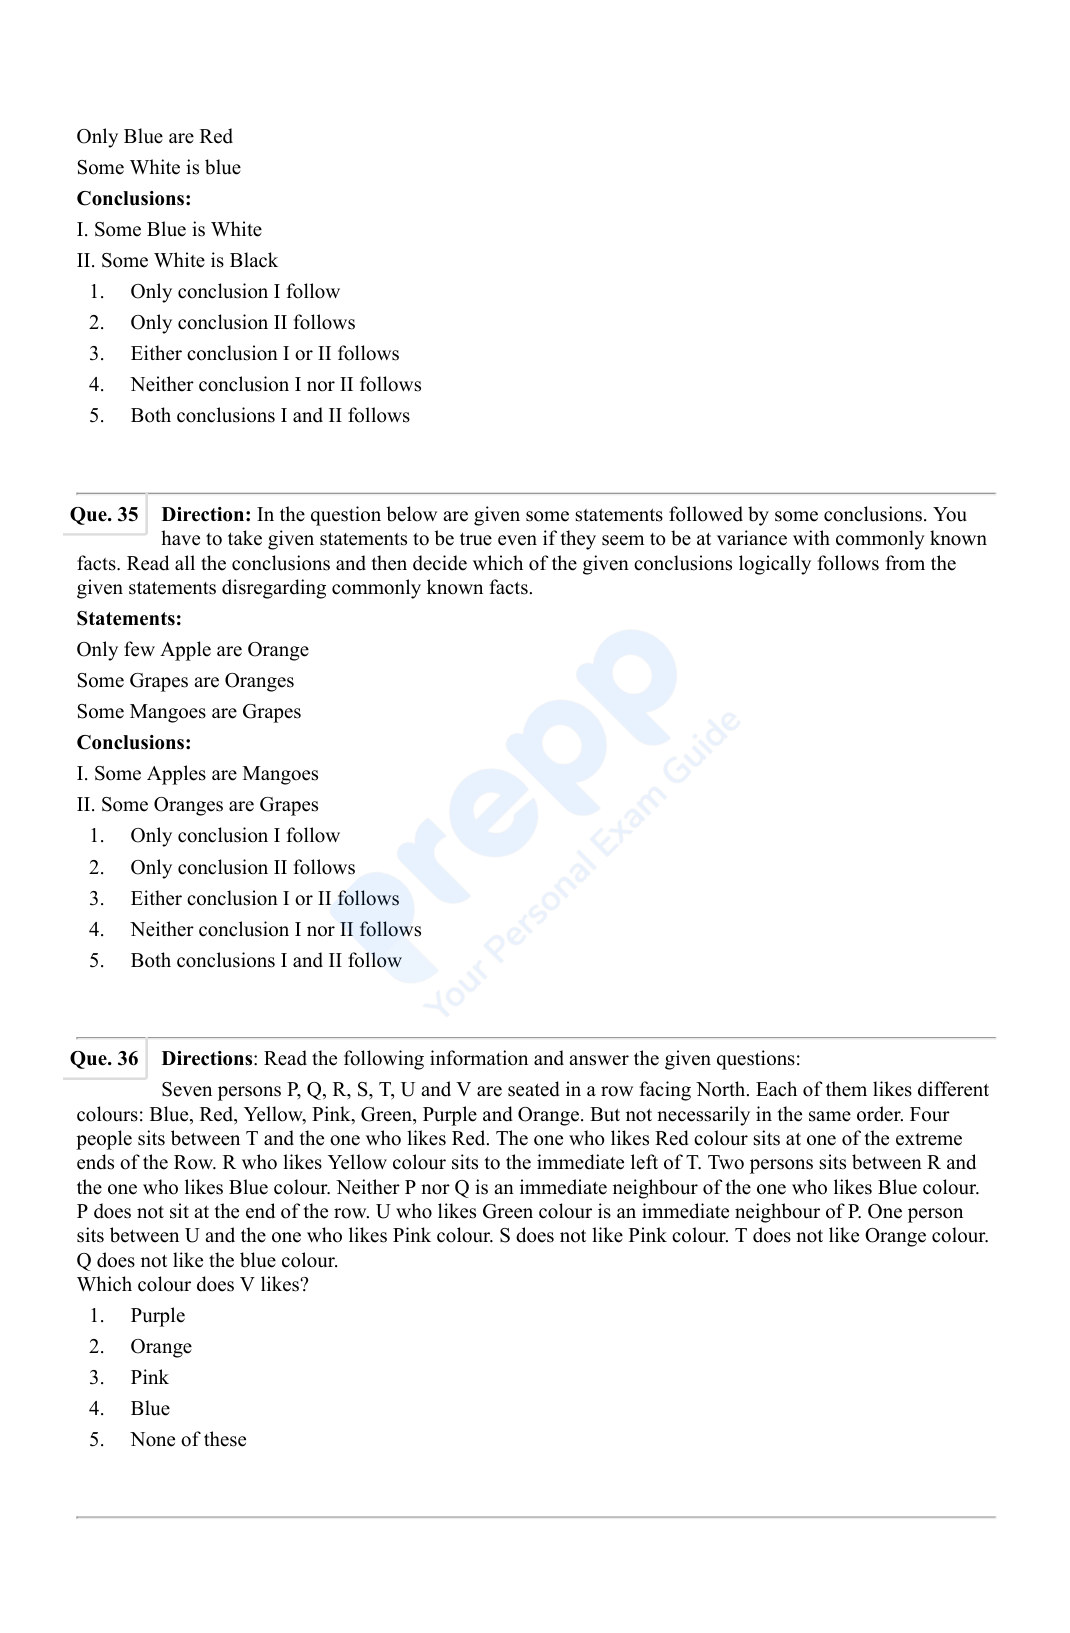 Only Blue are Red
Some White is blue
Conclusions:
I. Some Blue is White
II. Some White is Black
1. Only conclusion I follow
2. Only conclusion II follows
3. Either conclusion I or II follows
4. Neither conclusion I nor II follows
5. Both conclusions I and II follows
Que. 35 Direction: In the question below are given some statements followed by some conclusions. You
have to take given statements to be true even if they seem to be at variance with commonly known
facts. Read all the conclusions and then decide which of the given conclusions logically follows from the
given statements disregarding commonly known facts.
Statements:
Only few Apple are Orange
Some Grapes are Oranges
Some Mangoes are Grapes
Conclusions:
I. Some Apples are Mangoes
II. Some Oranges are Grapes
1. Only conclusion I follow
2. Only conclusion II follows
3. Either conclusion I or II follows
4. Neither conclusion I nor II follows
5. Both conclusions I and II follow
prepp
Your Personal Exam Guide
Que. 36 Directions: Read the following information and answer the given questions:
Seven persons P, Q, R, S, T, U and V are seated in a row facing North. Each of them likes different
colours: Blue, Red, Yellow, Pink, Green, Purple and Orange. But not necessarily in the same order. Four
people sits between T and the one who likes Red. The one who likes Red colour sits at one of the extreme
ends of the Row. R who likes Yellow colour sits to the immediate left of T. Two persons sits between R and
the one who likes Blue colour. Neither P nor Q is an immediate neighbour of the one who likes Blue colour.
P does not sit at the end of the row. U who likes Green colour is an immediate neighbour of P. One person
sits between U and the one who likes Pink colour. S does not like Pink colour. T does not like Orange colour.
Q does not like the blue colour.
Which colour does V likes?
1. Purple
2. Orange
3. Pink
4. Blue
5. None of these